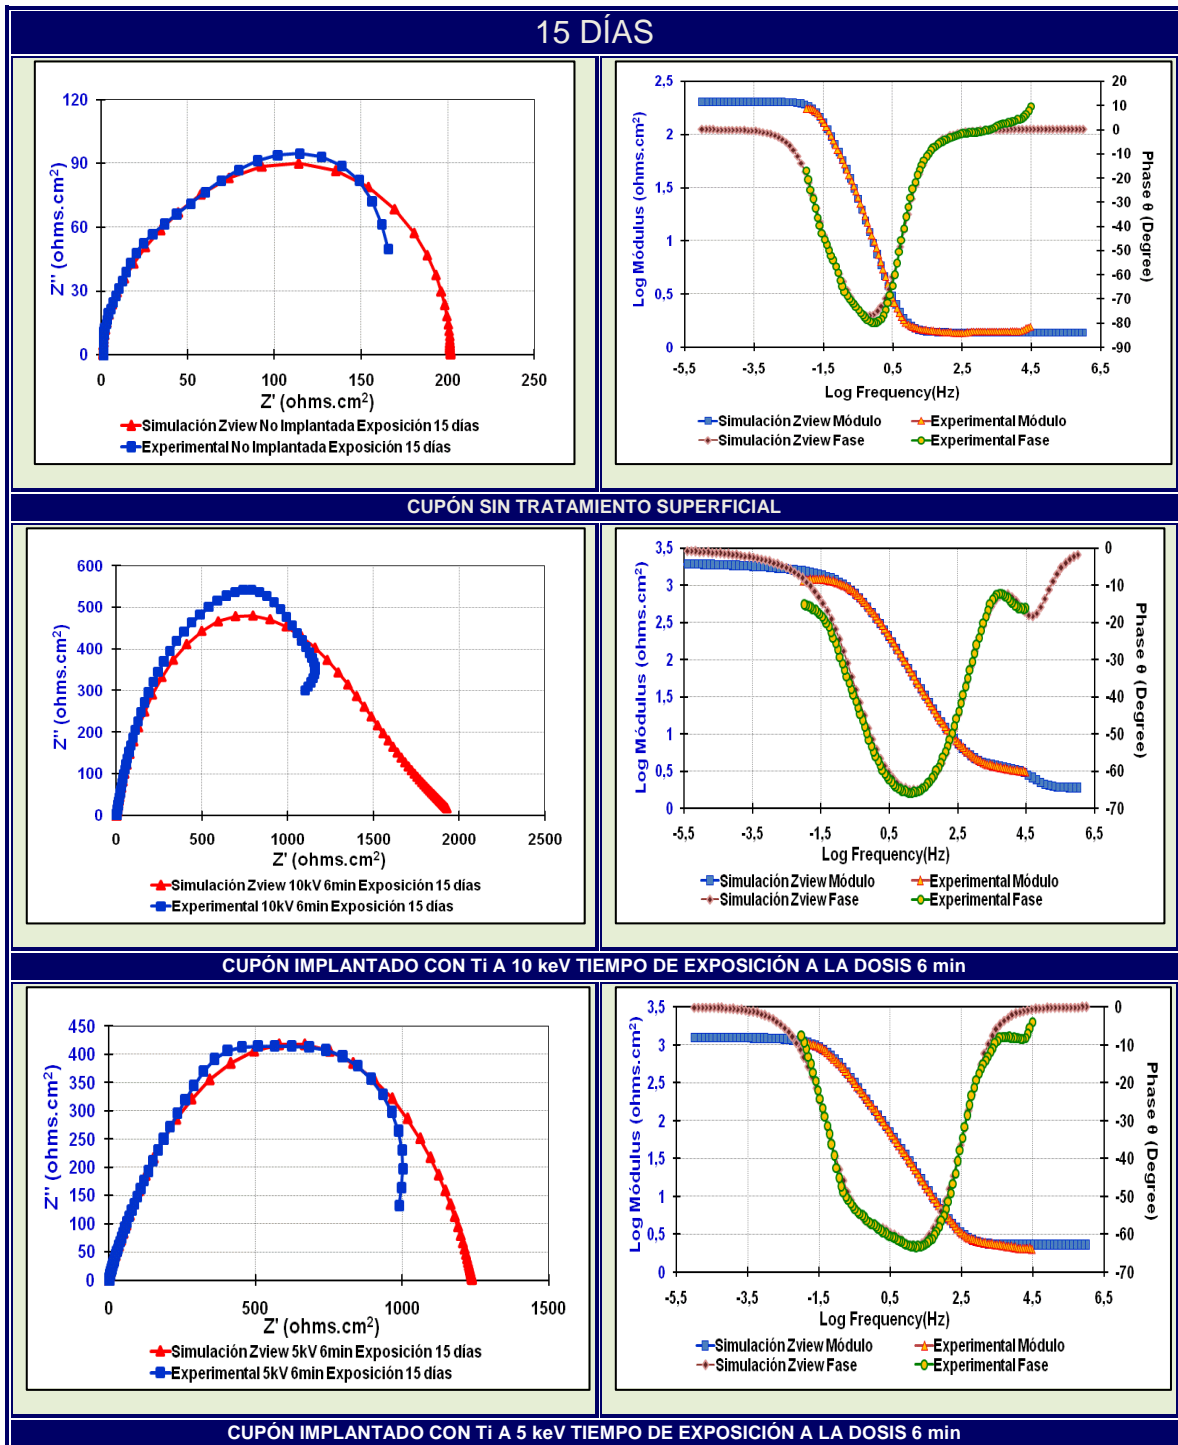 15 DÍAS
120
90
60
30
0
Z'' (ohms.cm²)
0 50 100 150 200 250
Z' (ohms.cm²)
Simulación Zview No Implantada Exposición 15 días
Experimental No Implantada Exposición 15 días
2,5
2
1,5
1
0,5
0
Log Módulus (ohms.cm²)
20
10
0
-10
-20
-30
-40
-50
-60
-70
-80
-90
Phase θ (Degree)
-5,5 -3,5 -1,5 0,5 2,5 4,5 6,5
Log Frequency(Hz)
Simulación Zview Módulo Experimental Módulo
Simulación Zview Fase Experimental Fase
CUPÓN SIN TRATAMIENTO SUPERFICIAL
600
500
400
300
200
100
0
Z'' (ohms.cm²)
0 500 1000 1500 2000 2500
Z' (ohms.cm²)
Simulación Zview 10kV 6min Exposición 15 días
Experimental 10kV 6min Exposición 15 días
3,5
3
2,5
2
1,5
1
0,5
0
Log Módulus (ohms.cm²)
0
-10
-20
-30
-40
-50
-60
-70
Phase θ (Degree)
-5,5 -3,5 -1,5 0,5 2,5 4,5 6,5
Log Frequency(Hz)
Simulación Zview Módulo Experimental Módulo
Simulación Zview Fase Experimental Fase
CUPÓN IMPLANTADO CON Ti A 10 keV TIEMPO DE EXPOSICIÓN A LA DOSIS 6 min
450
400
350
300
250
200
150
100
50
0
Z'' (ohms.cm²)
0 500 1000 1500
Z' (ohms.cm²)
Simulación Zview 5kV 6min Exposición 15 días
Experimental 5kV 6min Exposición 15 días
3,5
3
2,5
2
1,5
1
0,5
0
Log Módulus (ohms.cm²)
0
-10
-20
-30
-40
-50
-60
-70
Phase θ (Degree)
-5,5 -3,5 -1,5 0,5 2,5 4,5 6,5
Log Frequency(Hz)
Simulación Zview Módulo Experimental Módulo
Simulación Zview Fase Experimental Fase
CUPÓN IMPLANTADO CON Ti A 5 keV TIEMPO DE EXPOSICIÓN A LA DOSIS 6 min